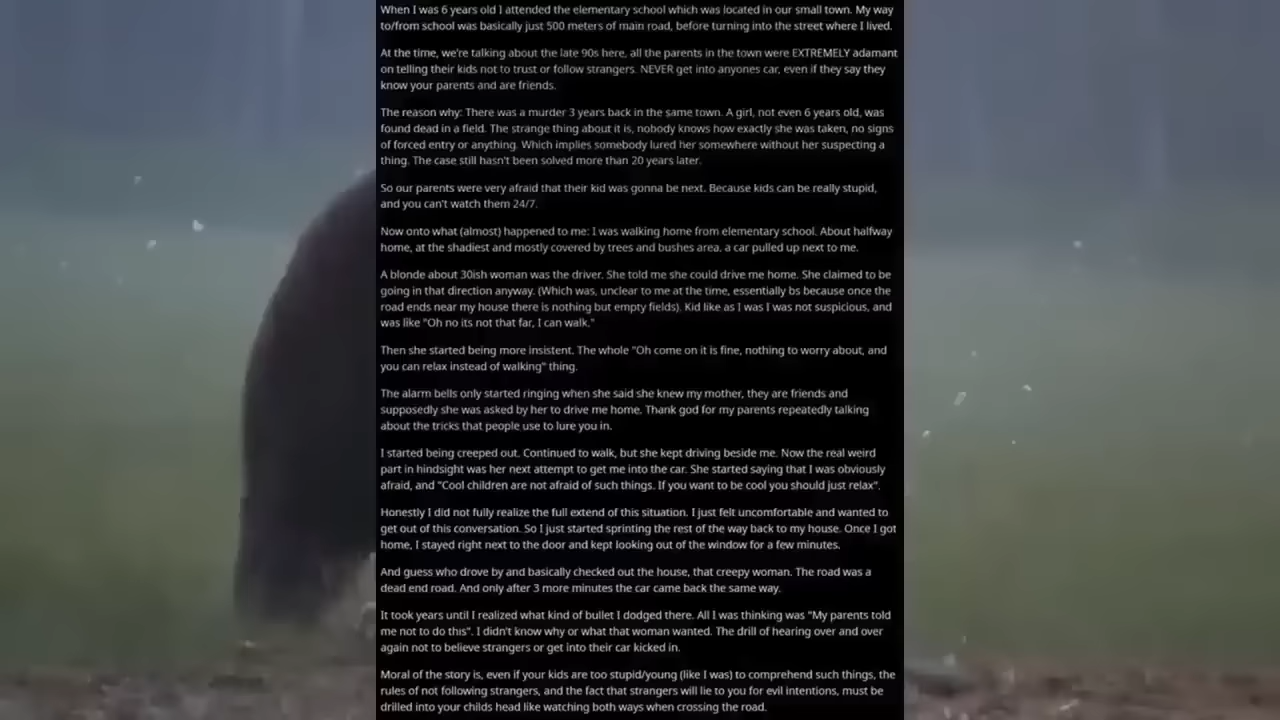 When I was 6 years old I attended the elementary school which was located in our small town. My way
to/from school was basically just 500 meters of main road, before turning into the street where I lived.
At the time, we're talking about the late 90s here, all the parents in the town were EXTREMELY adamant
on telling their kids not to trust or follow strangers. NEVER get into anyones car, even if they say they
know your parents and are friends.
The reason why: There was a murder 3 years back in the same town. A girl, not even 6 years old, was
found dead in a field. The strange thing about it is, nobody knows how exactly she was taken, no signs
of forced entry or anything. Which implies somebody lured her somewhere without her suspecting a
thing. The case still hasn't been solved more than 20 years later.
So our parents were very afraid that their kid was gonna be next. Because kids can be really stupid,
and you can't watch them 24/7.
Now onto what (almost) happened to me: I was walking home from elementary school. About halfway
home, at the shadiest and mostly covered by trees and bushes area, a car pulled up next to me.
A blonde about 30ish woman was the driver. She told me she could drive me home. She claimed to be
going in that direction anyway. (Which was, unclear to me at the time, essentially bs because once the
road ends near my house there is nothing but empty fields). Kid like as I was I was not suspicious, and
was like "Oh no its not that far, I can walk."
Then she started being more insistent. The whole "Oh come on it is fine, nothing to worry about, and
you can relax instead of walking" thing.
The alarm bells only started ringing when she said she knew my mother, they are friends and
supposedly she was asked by her to drive me home. Thank god for my parents repeatedly talking
about the tricks that people use to lure you in.
I started being creeped out. Continued to walk, but she kept driving beside me. Now the real weird
part in hindsight was her next attempt to get me into the car. She started saying that I was obviously
afraid, and "Cool children are not afraid of such things. If you want to be cool you should just relax".
Honestly I did not fully realize the full extend of this situation. I just felt uncomfortable and wanted to
get out of this conversation. So I just started sprinting the rest of the way back to my house. Once I got
home, I stayed right next to the door and kept looking out of the window for a few minutes.
And guess who drove by and basically checked out the house, that creepy woman. The road was a
dead end road. And only after 3 more minutes the car came back the same way.
It took years until I realized what kind of bullet I dodged there. All I was thinking was "My parents told
me not to do this". I didn't know why or what that woman wanted. The drill of hearing over and over
again not to believe strangers or get into their car kicked in.
Moral of the story is, even if your kids are too stupid/young (like I was) to comprehend such things, the
rules of not following strangers, and the fact that strangers will lie to you for evil intentions, must be
drilled into your childs head like watching both ways when crossing the road.